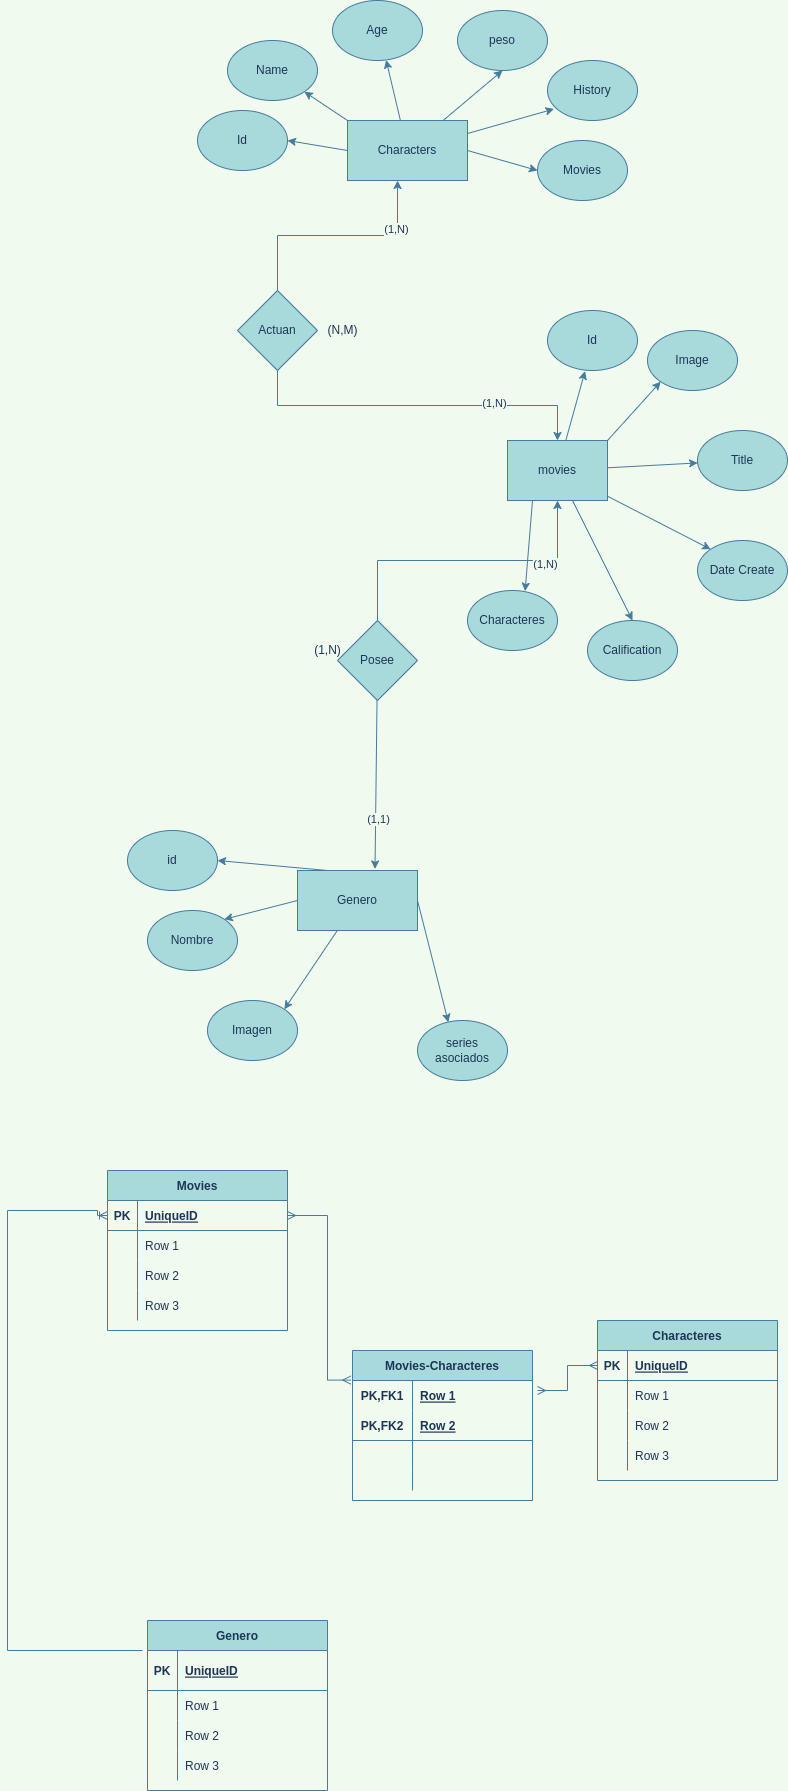 Age
peso
Name
History
Id
Characters
Movies
(1,N)
Actuan
(N,M)
Id
Image
(1,N)
Title
movies
(1,N)
Date Create
Characteres
Calification
(1,N)
Posee
(1,1)
id
Genero
Nombre
Imagen
series
asociados
Movies
PK UniqueID
Row 1
Row 2
Row 3
Characteres
PK UniqueID
Row 1
Row 2
Row 3
Movies-Characteres
PK,FK1 Row 1
PK,FK2 Row 2
Genero
PK UniqueID
Row 1
Row 2
Row 3